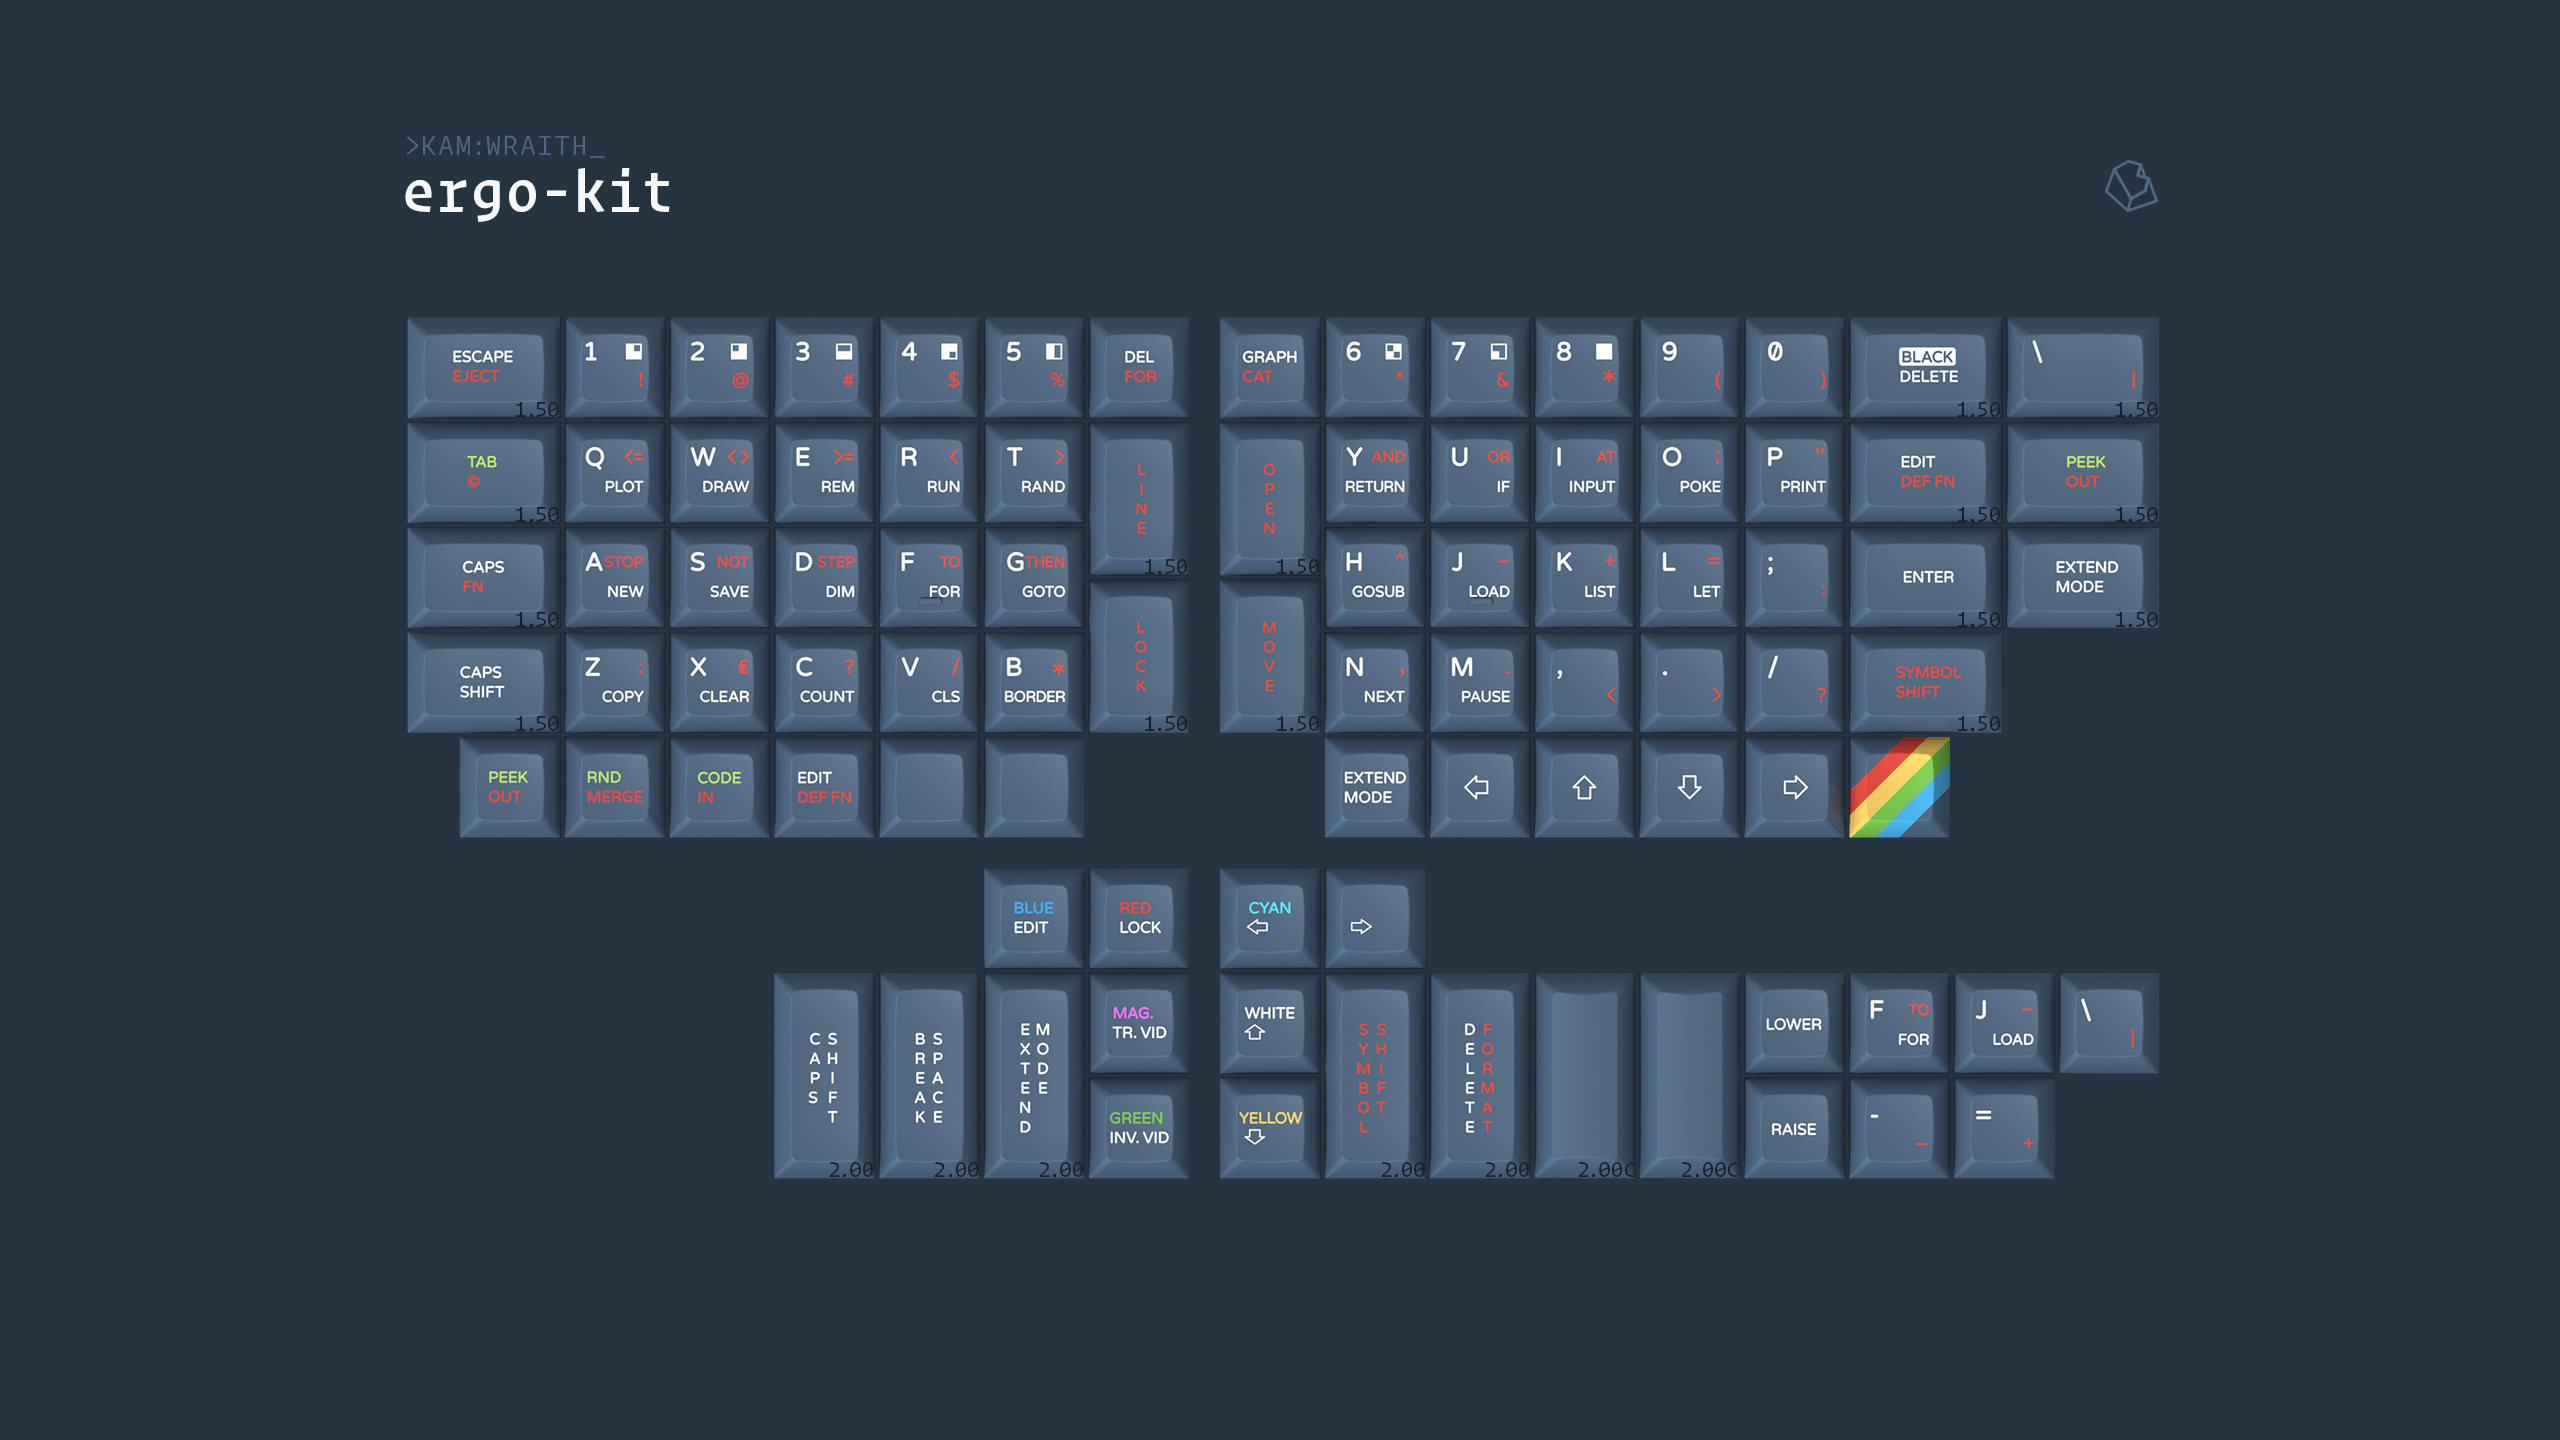 >KAM:WRAITH_
ergo-kit
ESCAPE
EJECT
1.50
1
!
2
@
3
#
4
$
5
%
DEL
FOR
GRAPH
CAT
6
^
7
&
8
*
9
(
0
)
BLACK
DELETE
1.50
\
|
1.50
TAB
©
1.50
Q <=
PLOT
W <>
DRAW
E >=
REM
R <
RUN
T >
RAND
LINE
1.50
OPEN
1.50
Y AND
RETURN
U OR
IF
I AT
INPUT
O ;
POKE
P "
PRINT
EDIT
DEF FN
1.50
PEEK
OUT
1.50
CAPS
FN
1.50
A STOP
NEW
S NOT
SAVE
D STEP
DIM
F TO
FOR
G THEN
GOTO
H ^
GOSUB
J −
LOAD
K +
LIST
L =
LET
;
:
ENTER
1.50
EXTEND
MODE
1.50
CAPS
SHIFT
1.50
Z :
COPY
X £
CLEAR
C ?
COUNT
V /
CLS
B *
BORDER
LOCK
1.50
MOVE
1.50
N ,
NEXT
M .
PAUSE
,
<
.
>
/
?
SYMBOL
SHIFT
1.50
PEEK
OUT
RND
MERGE
CODE
IN
EDIT
DEF FN
EXTEND
MODE
⇦
⇧
⇩
⇨
BLUE
EDIT
RED
LOCK
CYAN
⇦
⇨
CAPS SHIFT
2.00
BREAK SPACE
2.00
EXTEND MODE
2.00
MAG.
TR. VID
WHITE
⇧
SYMBOL SHIFT
2.00
DELETE FORMAT
2.00
2.00C
2.00C
LOWER
F TO
FOR
J −
LOAD
\
|
GREEN
INV. VID
YELLOW
⇩
RAISE
-
_
=
+